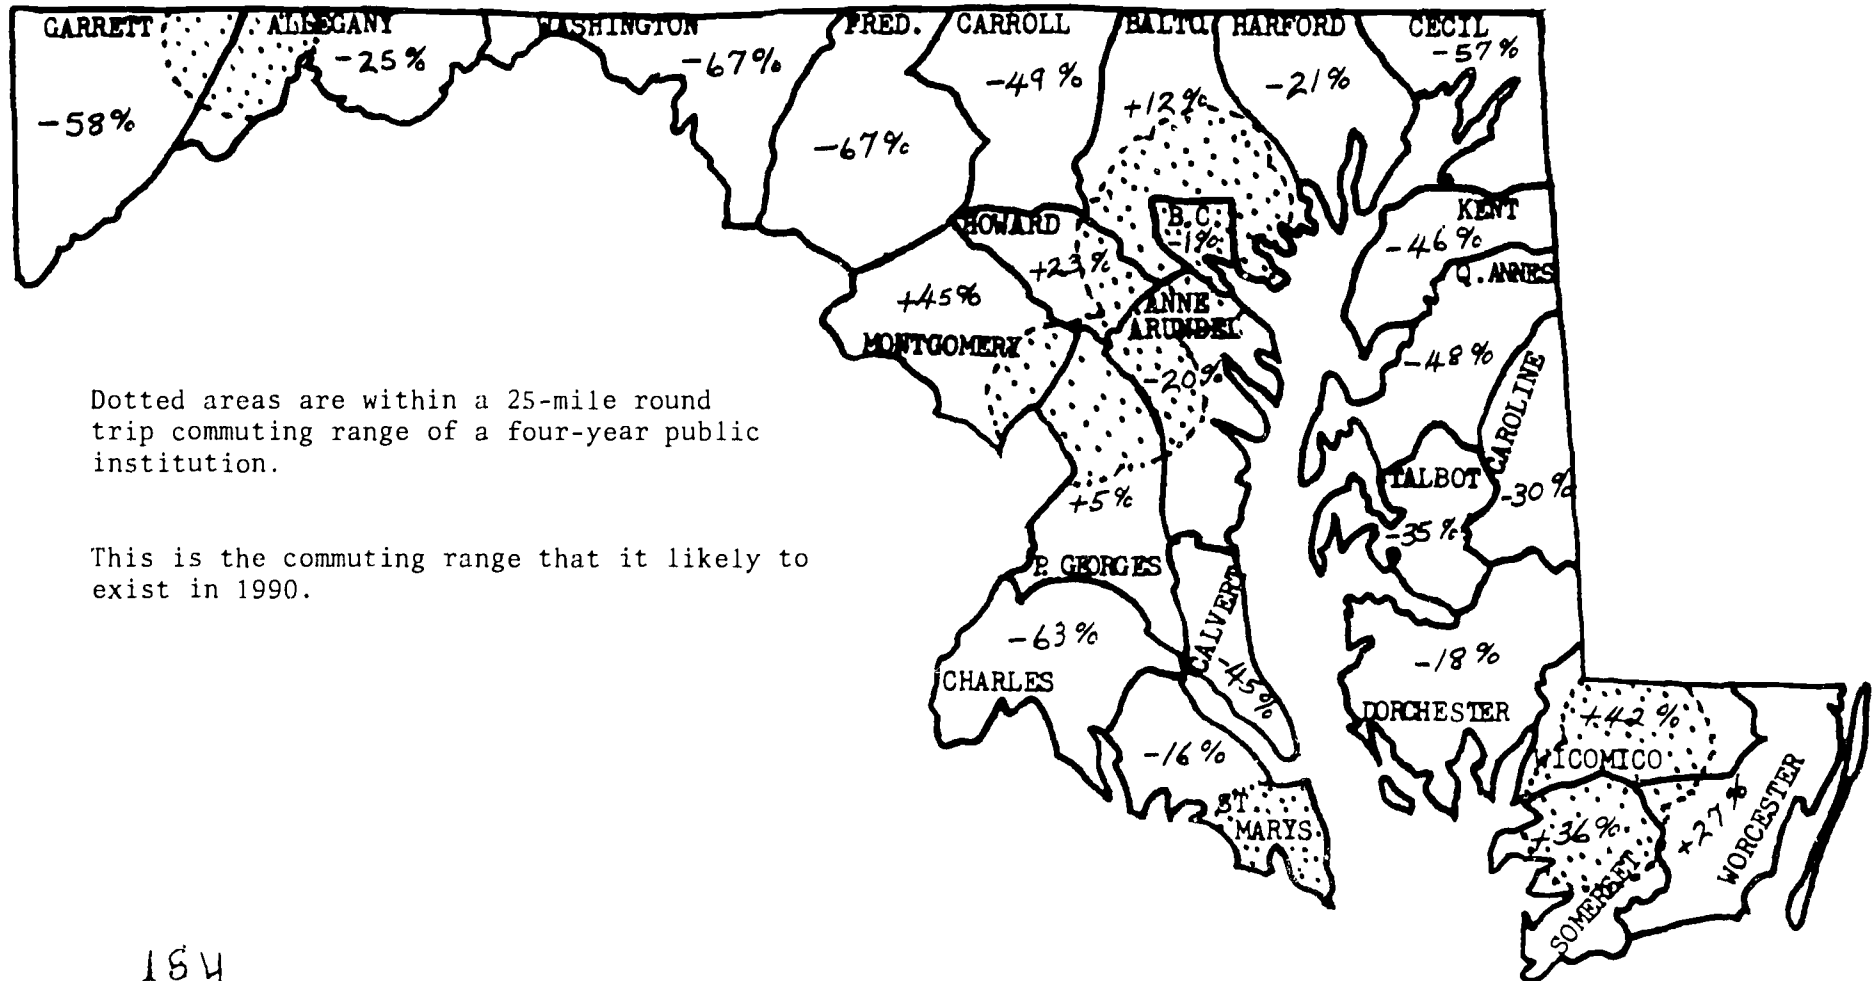 GARRETT
ALLEGANY
WASHINGTON
FRED.
CARROLL
BALTO.
HARFORD
CECIL
-58%
-25%
-67%
-67%
-49%
+12%
-21%
-57%
HOWARD
+23%
B.C.
-1%
KENT
-46%
Q. ANNES
-48%
+45%
MONTGOMERY
ANNE
ARUNDEL
-20%
CAROLINE
-30%
TALBOT
-35%
Dotted areas are within a 25-mile round
trip commuting range of a four-year public
institution.
This is the commuting range that it likely to
exist in 1990.
+5%
P. GEORGES
CALVERT
-45%
-63%
CHARLES
-18%
DORCHESTER
-16%
ST
MARYS
+42%
WICOMICO
+36%
SOMERSET
+27%
WORCESTER
184